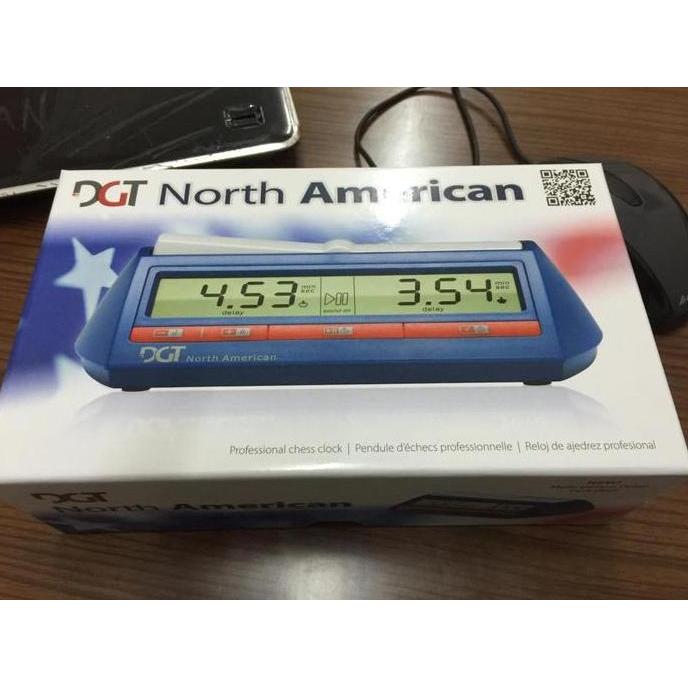 DGT North American
4.53 min sec 3.54 min sec
delay delay
DGT North American
Professional chess clock | Pendule d'échecs professionnelle | Reloj de ajedrez profesional
DGT
North American